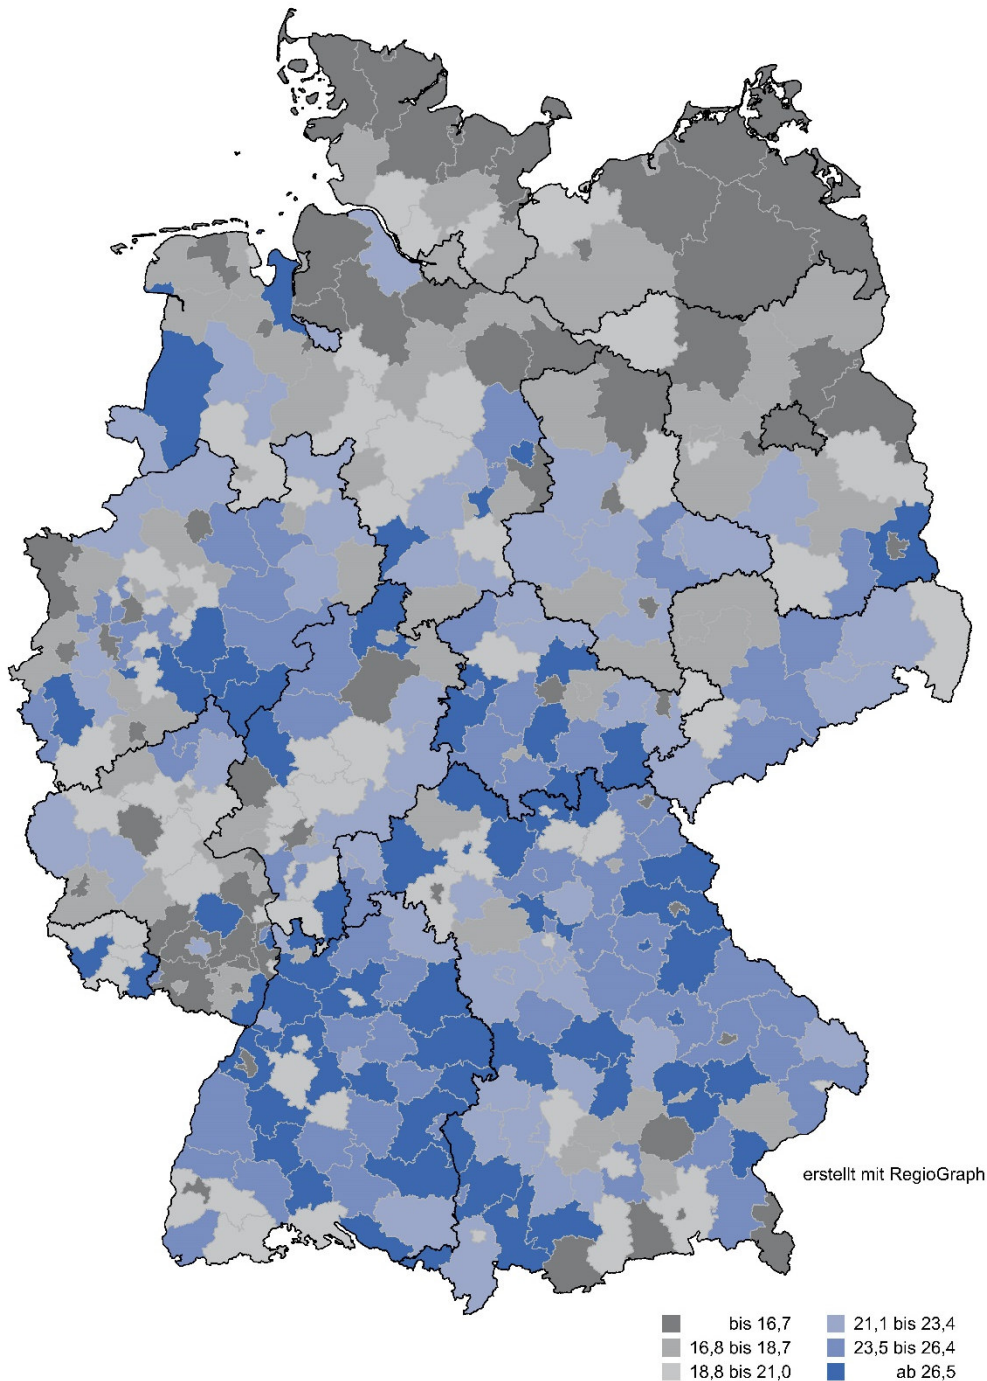 erstellt mit RegioGraph
bis 16,7
16,8 bis 18,7
18,8 bis 21,0
21,1 bis 23,4
23,5 bis 26,4
ab 26,5